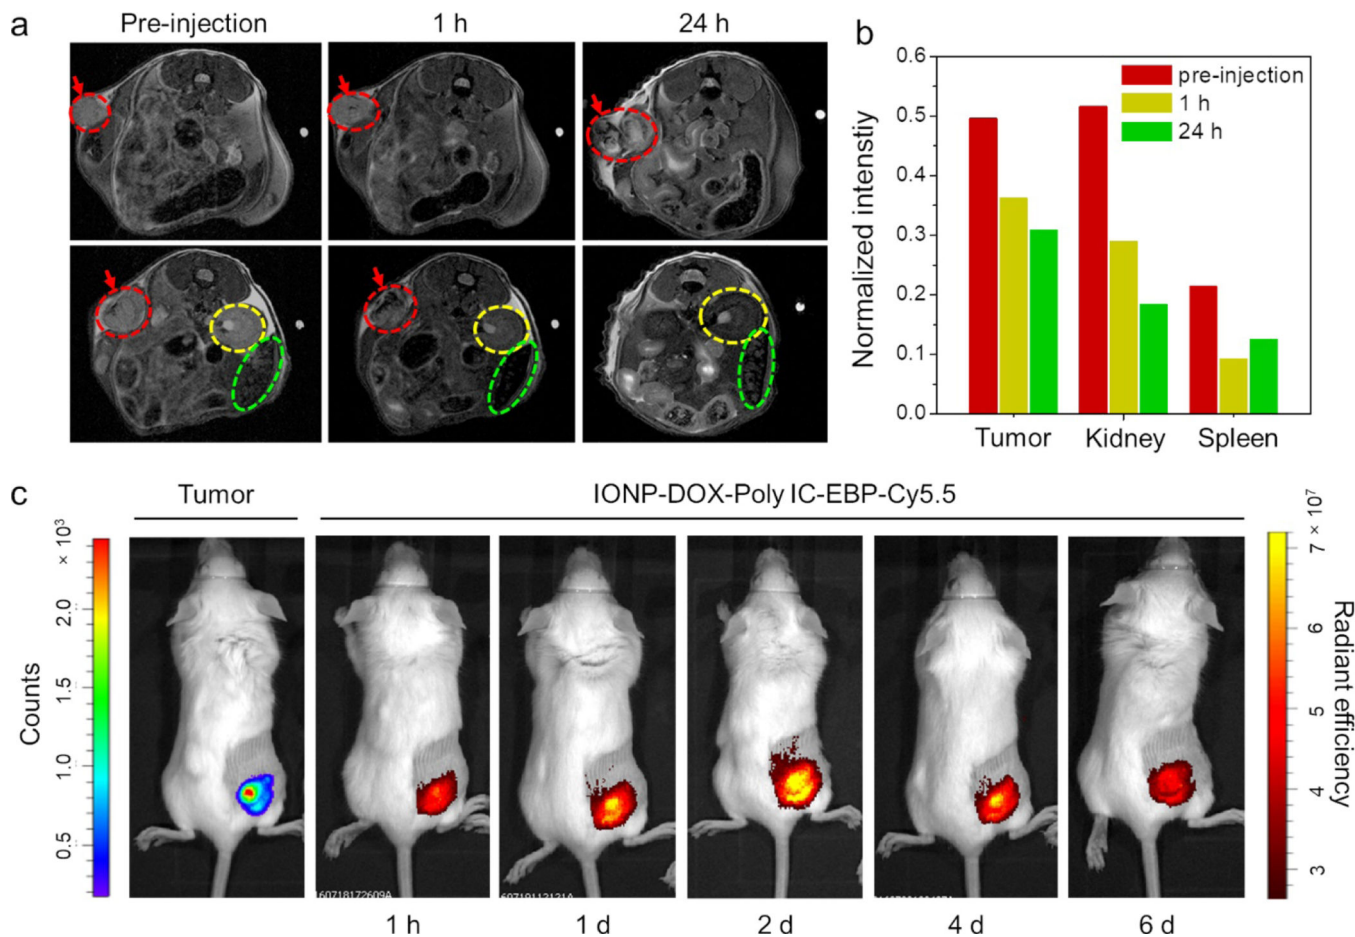 a
Pre-injection
1 h
24 h
b
Normalized intenstiy
0.6
0.5
0.4
0.3
0.2
0.1
0.0
pre-injection
1 h
24 h
Tumor
Kidney
Spleen
c
Tumor
IONP-DOX-Poly IC-EBP-Cy5.5
Counts
× 10³
2.0
1.5
1.0
0.5
Radiant efficiency
× 10⁷
7
6
5
4
3
160718172609A
1 h
1 d
2 d
4 d
6 d